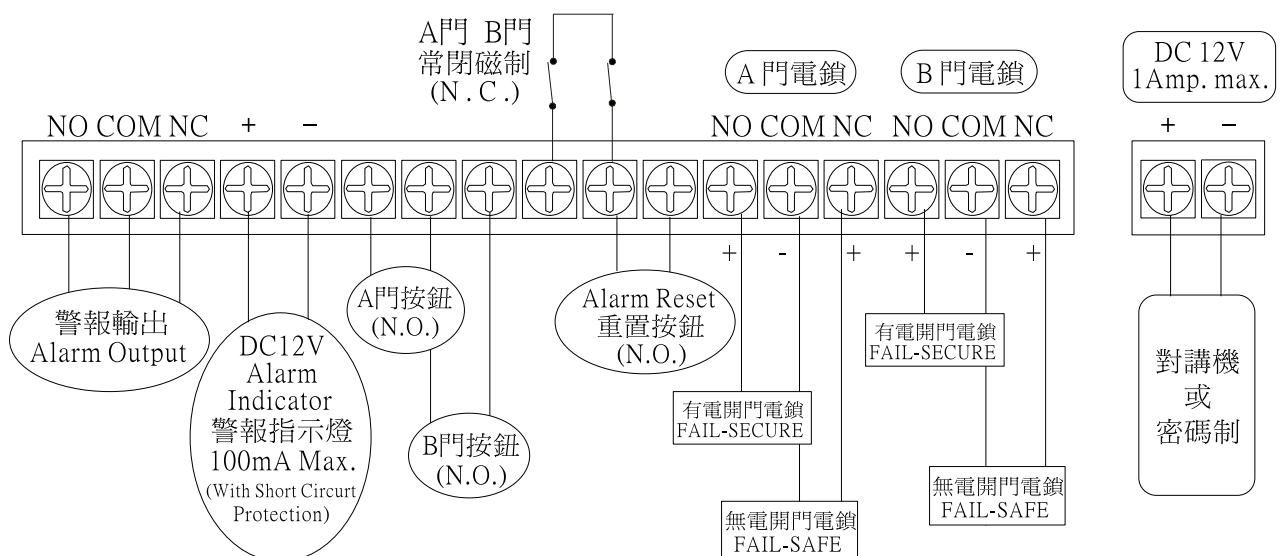 A門 B門
常閉磁制
(N.C.)
A門電鎖
B門電鎖
DC 12V
1Amp. max.
NO COM NC + −
NO COM NC NO COM NC
+ −
+ - + + - +
警報輸出
Alarm Output
DC12V
Alarm
Indicator
警報指示燈
100mA Max.
(With Short Circurt
Protection)
A門按鈕
(N.O.)
B門按鈕
(N.O.)
Alarm Reset
重置按鈕
(N.O.)
有電開門電鎖
FAIL-SECURE
無電開門電鎖
FAIL-SAFE
有電開門電鎖
FAIL-SECURE
無電開門電鎖
FAIL-SAFE
對講機
或
密碼制